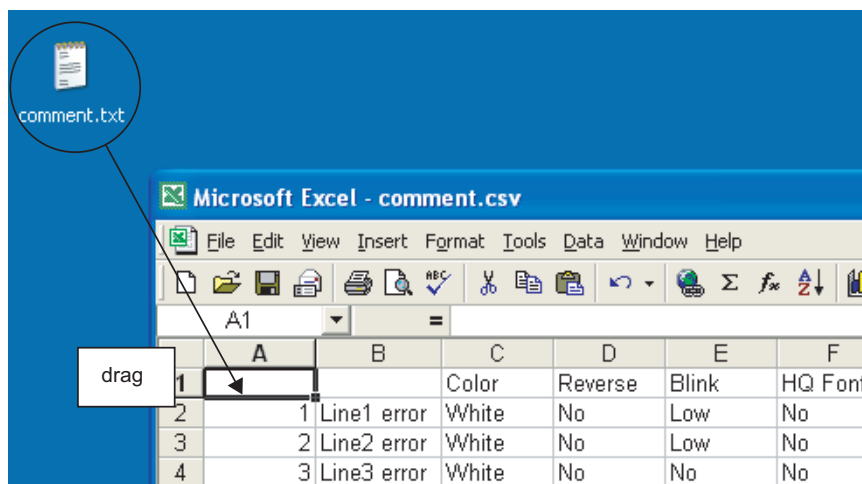 comment.txt
Microsoft Excel - comment.csv
File Edit View Insert Format Tools Data Window Help
A1 =
A B C D E F
drag
1 Color Reverse Blink HQ Font
2 1 Line1 error White No Low No
3 2 Line2 error White No Low No
4 3 Line3 error White No No No